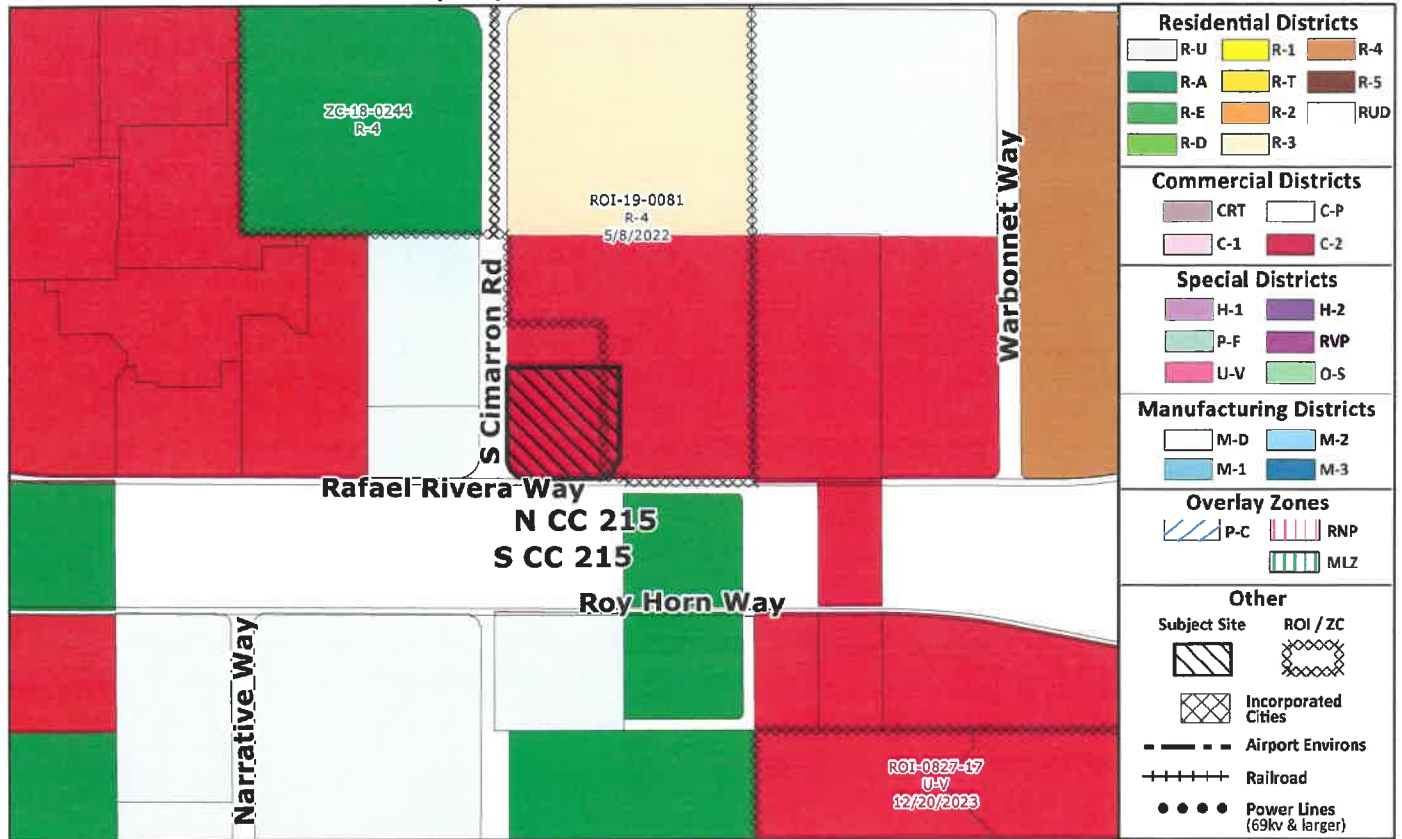 ZC-18-0244
R-4
ROI-19-0081
R-4
5/8/2022
S Cimarron Rd
Warbonnet Way
Rafael Rivera Way
N CC 215
S CC 215
Roy Horn Way
Narrative Way
ROI-0827-17
U-V
12/20/2023
Residential Districts
R-U R-1 R-4
R-A R-T R-5
R-E R-2 RUD
R-D R-3
Commercial Districts
CRT C-P
C-1 C-2
Special Districts
H-1 H-2
P-F RVP
U-V O-S
Manufacturing Districts
M-D M-2
M-1 M-3
Overlay Zones
P-C RNP
MLZ
Other
Subject Site ROI / ZC
Incorporated
Cities
Airport Environs
Railroad
Power Lines
(69kv & larger)